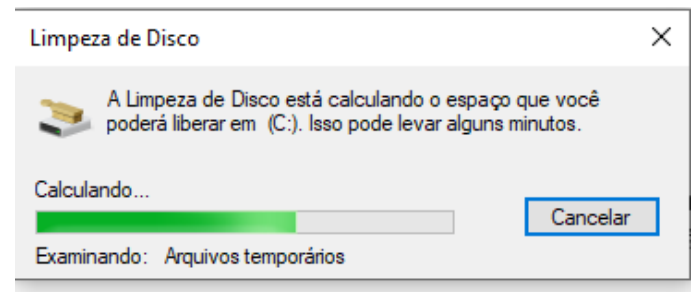 Limpeza de Disco
A Limpeza de Disco está calculando o espaço que você
poderá liberar em  (C:). Isso pode levar alguns minutos.
Calculando...
Cancelar
Examinando:   Arquivos temporários